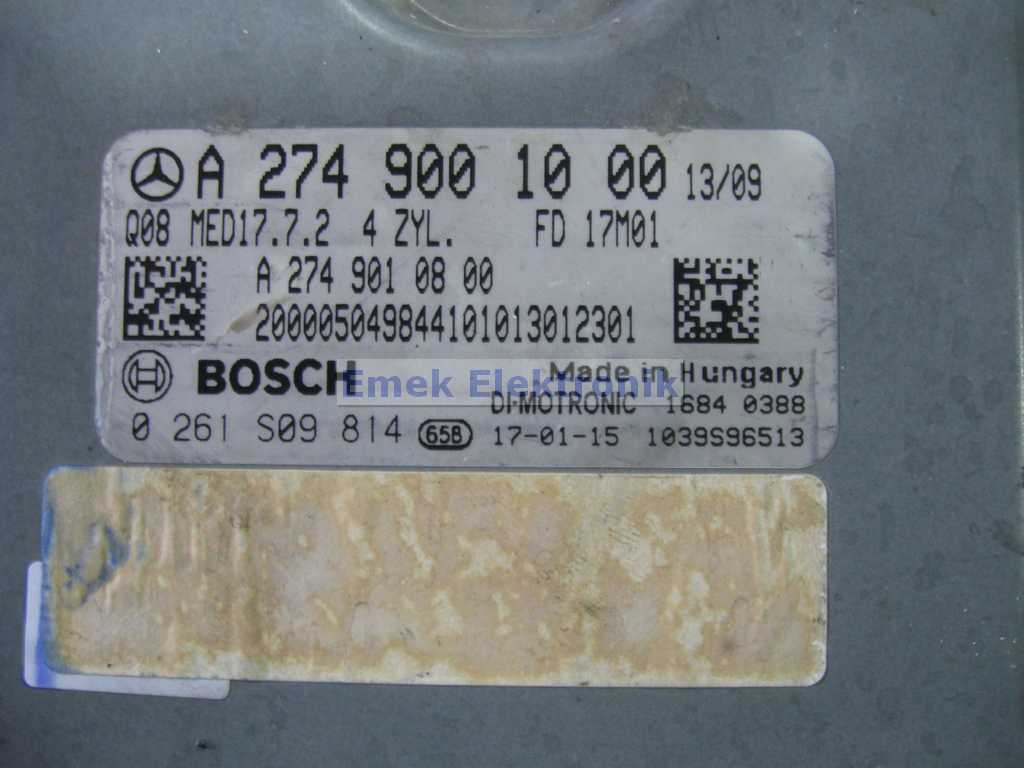 A 274 900 10 00 13/09
Q08 MED17.7.2 4 ZYL. FD 17M01
A 274 901 08 00
200005049844101013012301
BOSCH Made in Hungary
Emek Elektronik
DI-MOTRONIC 1684 0388
0 261 S09 814 65B 17-01-15 1039S96513